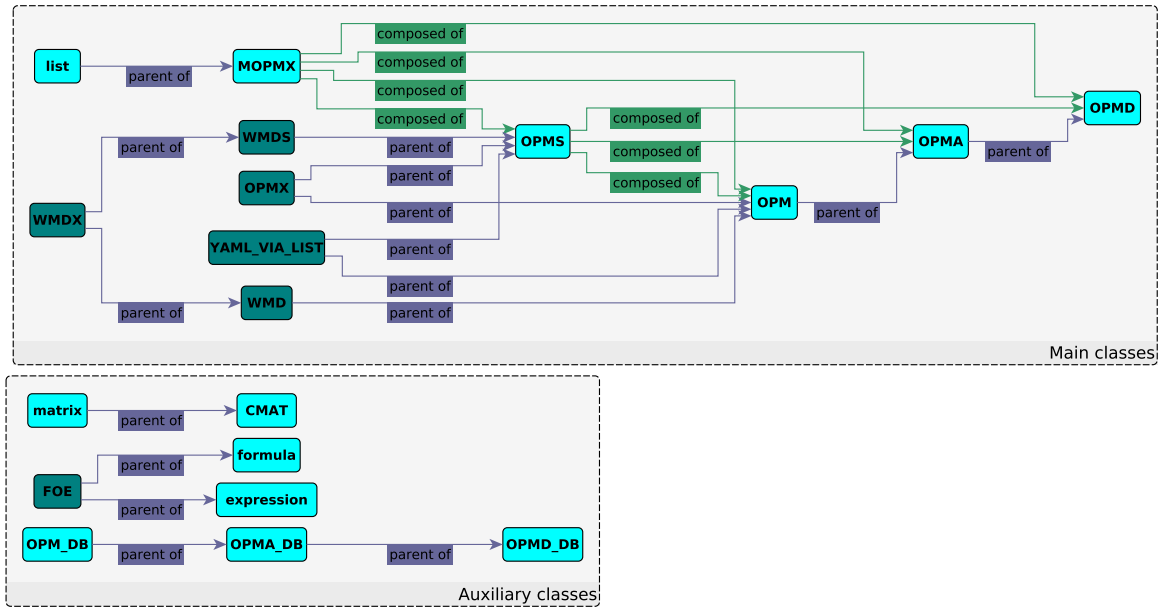 composed of
list
MOPMX
composed of
parent of
composed of
OPMD
composed of
composed of
WMDS
OPMS
OPMA
parent of
parent of
composed of
parent of
parent of
composed of
OPMX
OPM
parent of
parent of
WMDX
YAML_VIA_LIST
parent of
parent of
WMD
parent of
parent of
Main classes
matrix
CMAT
parent of
formula
parent of
FOE
expression
parent of
OPM_DB
OPMA_DB
OPMD_DB
parent of
parent of
Auxiliary classes